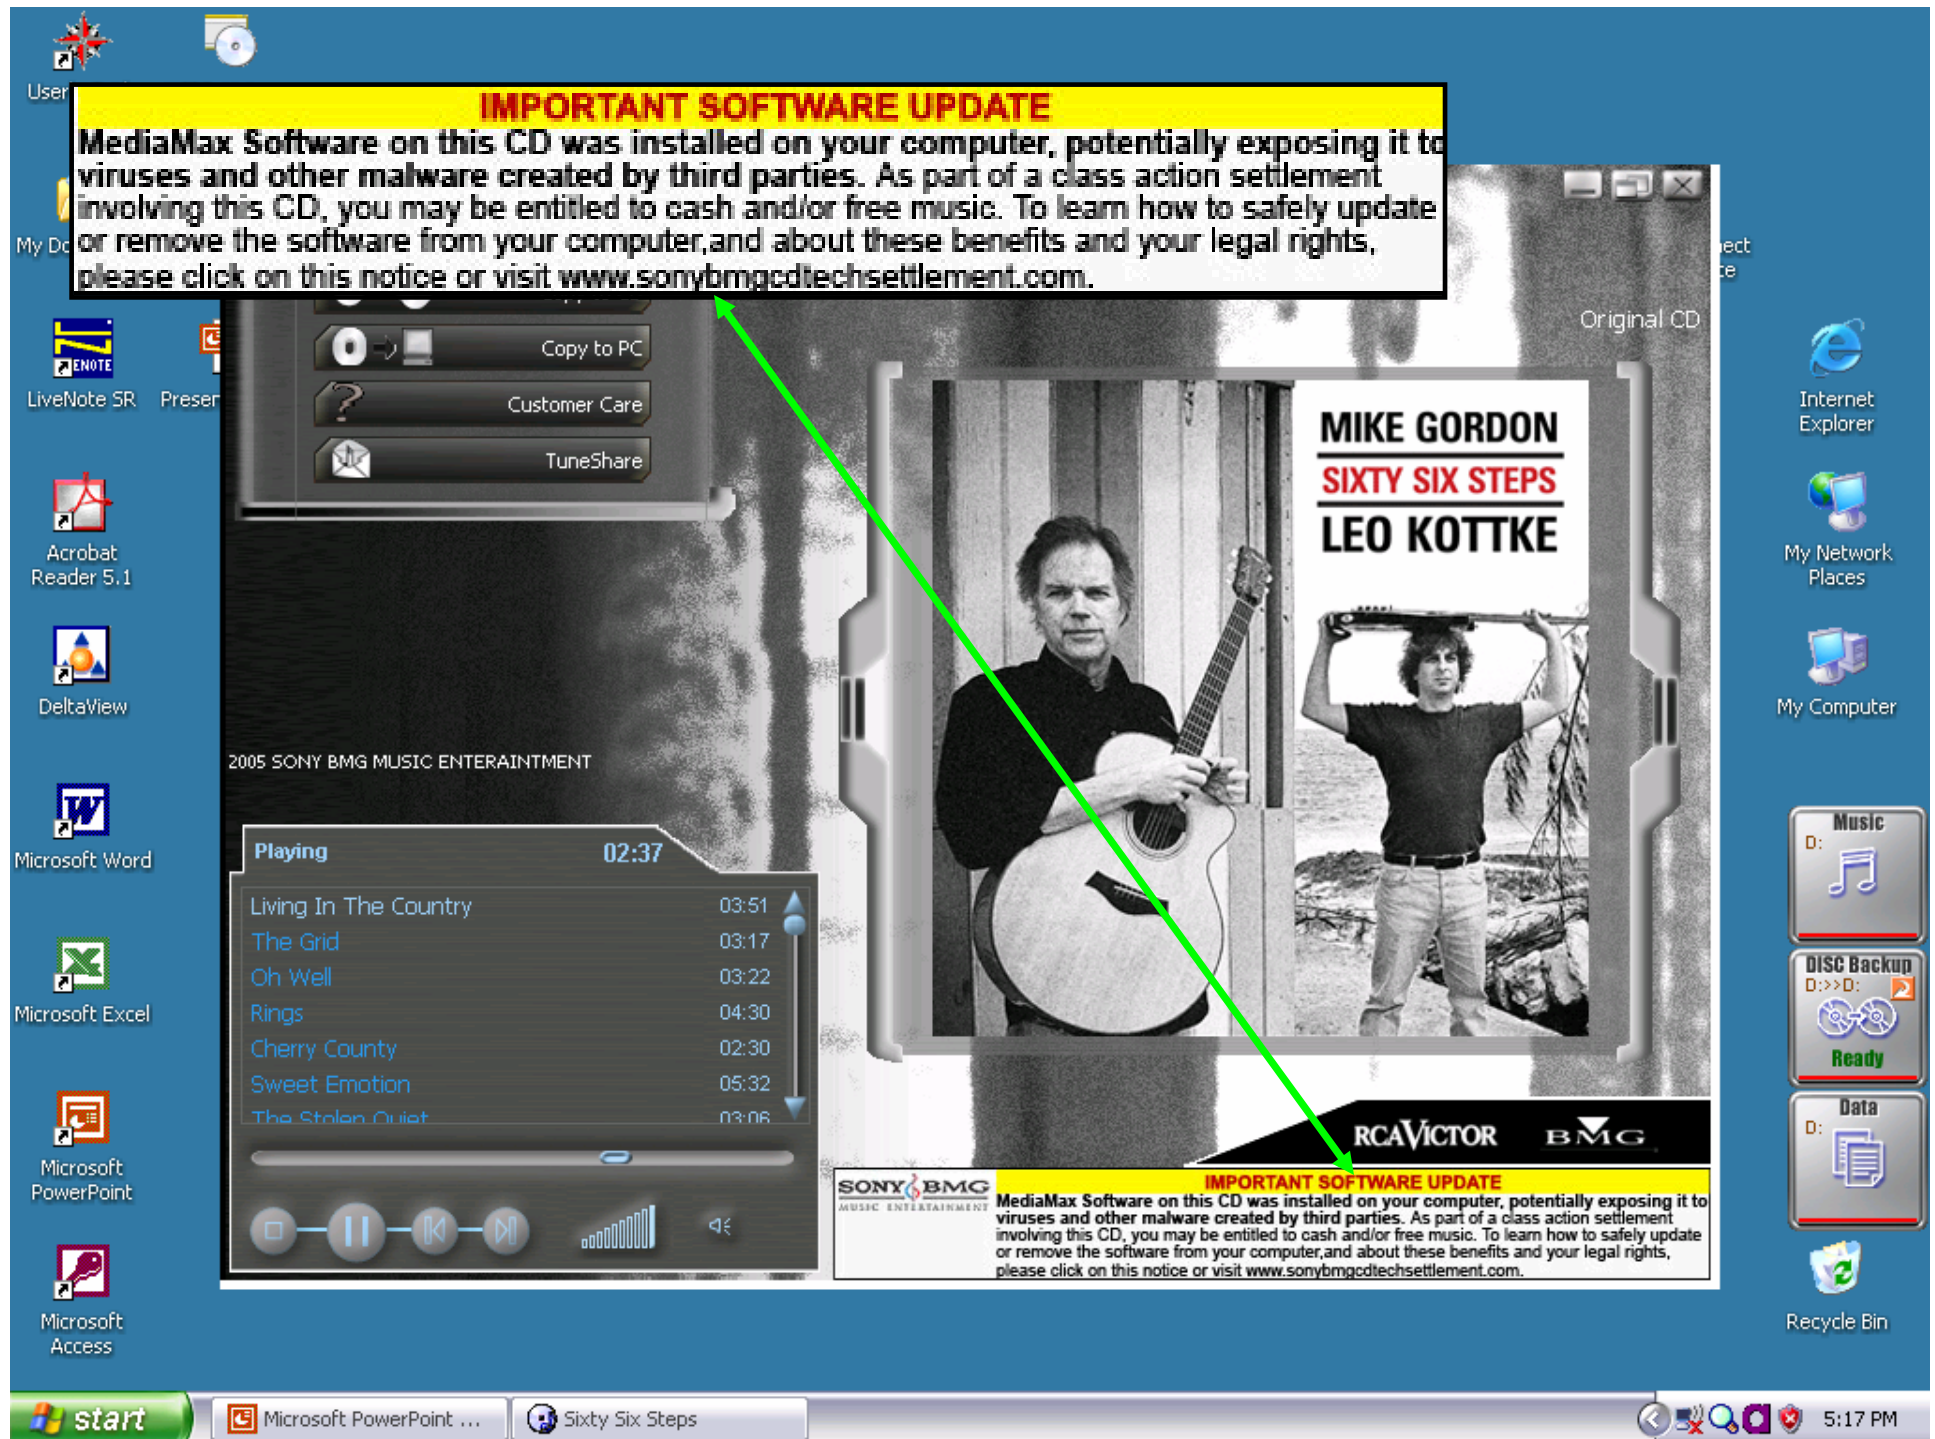 User
IMPORTANT SOFTWARE UPDATE
MediaMax Software on this CD was installed on your computer, potentially exposing it to
viruses and other malware created by third parties. As part of a class action settlement
involving this CD, you may be entitled to cash and/or free music. To learn how to safely update
or remove the software from your computer,and about these benefits and your legal rights,
please click on this notice or visit www.sonybmgcdtechsettlement.com.
My Do
ect
Copy to PC
Customer Care
TuneShare
Original CD
MIKE GORDON
SIXTY SIX STEPS
LEO KOTTKE
2005 SONY BMG MUSIC ENTERAINTMENT
Playing 02:37
Living In The Country 03:51
The Grid 03:17
Oh Well 03:22
Rings 04:30
Cherry County 02:30
Sweet Emotion 05:32
The Stolen Quiet 03:06
RCAVICTOR BMG
SONY BMG
MUSIC ENTERTAINMENT
IMPORTANT SOFTWARE UPDATE
MediaMax Software on this CD was installed on your computer, potentially exposing it to
viruses and other malware created by third parties. As part of a class action settlement
involving this CD, you may be entitled to cash and/or free music. To learn how to safely update
or remove the software from your computer,and about these benefits and your legal rights,
please click on this notice or visit www.sonybmgcdtechsettlement.com.
ENOTE
LiveNote SR
Presen
Acrobat
Reader 5.1
DeltaView
Microsoft Word
Microsoft Excel
Microsoft
PowerPoint
Microsoft
Access
Internet
Explorer
My Network
Places
My Computer
Music
D:
DISC Backup
D:>>D:
Ready
Data
D:
Recycle Bin
start
Microsoft PowerPoint ...
Sixty Six Steps
5:17 PM